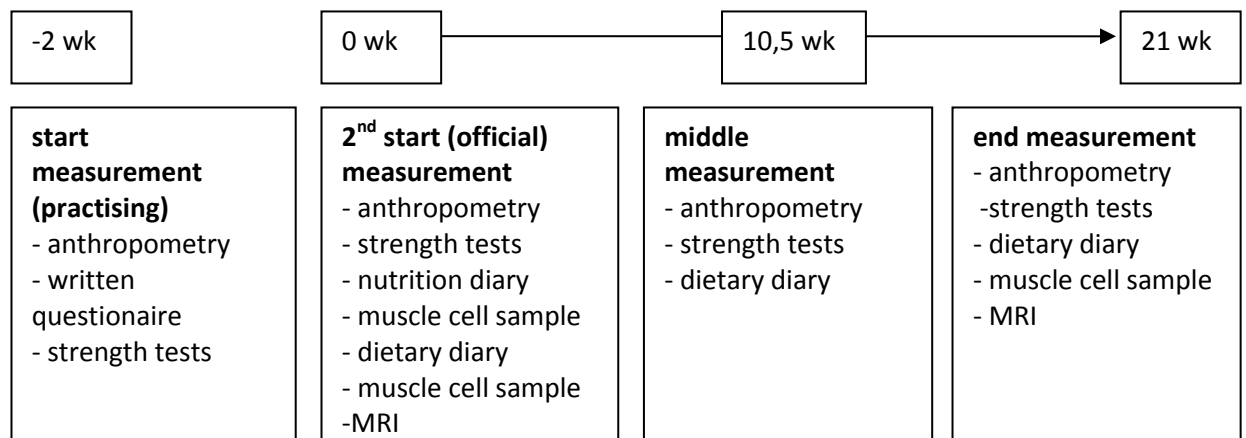 -2 wk
0 wk
10,5 wk
21 wk
start
measurement
(practising)
- anthropometry
- written
questionaire
- strength tests
2nd start (official)
measurement
- anthropometry
- strength tests
- nutrition diary
- muscle cell sample
- dietary diary
- muscle cell sample
-MRI
middle
measurement
- anthropometry
- strength tests
- dietary diary
end measurement
- anthropometry
-strength tests
- dietary diary
- muscle cell sample
- MRI